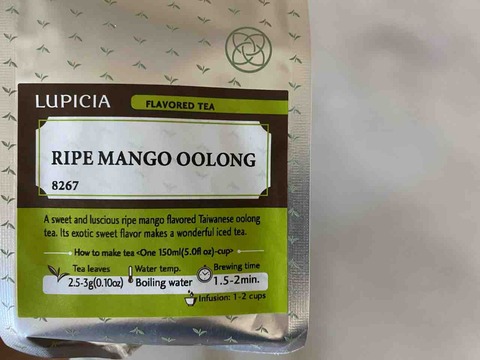 LUPICIA FLAVORED TEA
RIPE MANGO OOLONG
8267
A sweet and luscious ripe mango flavored Taiwanese oolong
tea. Its exotic sweet flavor makes a wonderful iced tea.
How to make tea <One 150ml(5.0fl oz)-cup>
Tea leaves Water temp. Brewing time
2.5-3g(0.10oz) Boiling water 1.5-2min.
Infusion: 1-2 cups